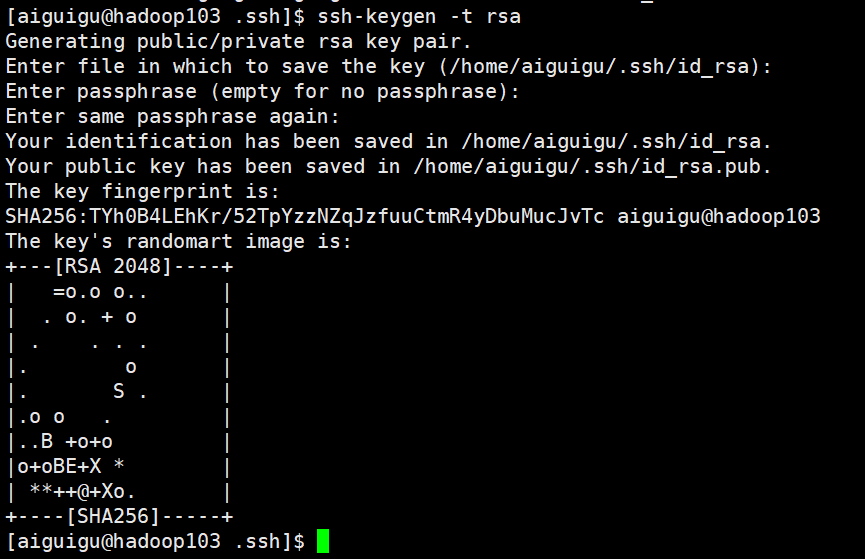 [aiguigu@hadoop103 .ssh]$ ssh-keygen -t rsa
Generating public/private rsa key pair.
Enter file in which to save the key (/home/aiguigu/.ssh/id_rsa):
Enter passphrase (empty for no passphrase):
Enter same passphrase again:
Your identification has been saved in /home/aiguigu/.ssh/id_rsa.
Your public key has been saved in /home/aiguigu/.ssh/id_rsa.pub.
The key fingerprint is:
SHA256:TYh0B4LEhKr/52TpYzzNZqJzfuuCtmR4yDbuMucJvTc aiguigu@hadoop103
The key's randomart image is:
+---[RSA 2048]----+
|   =o.o o..      |
|  . o. + o       |
| .    . . .      |
|.        o       |
|.       S .      |
|.o o   .         |
|..B +o+o         |
|o+oBE+X *        |
| **++@+Xo.       |
+----[SHA256]-----+
[aiguigu@hadoop103 .ssh]$